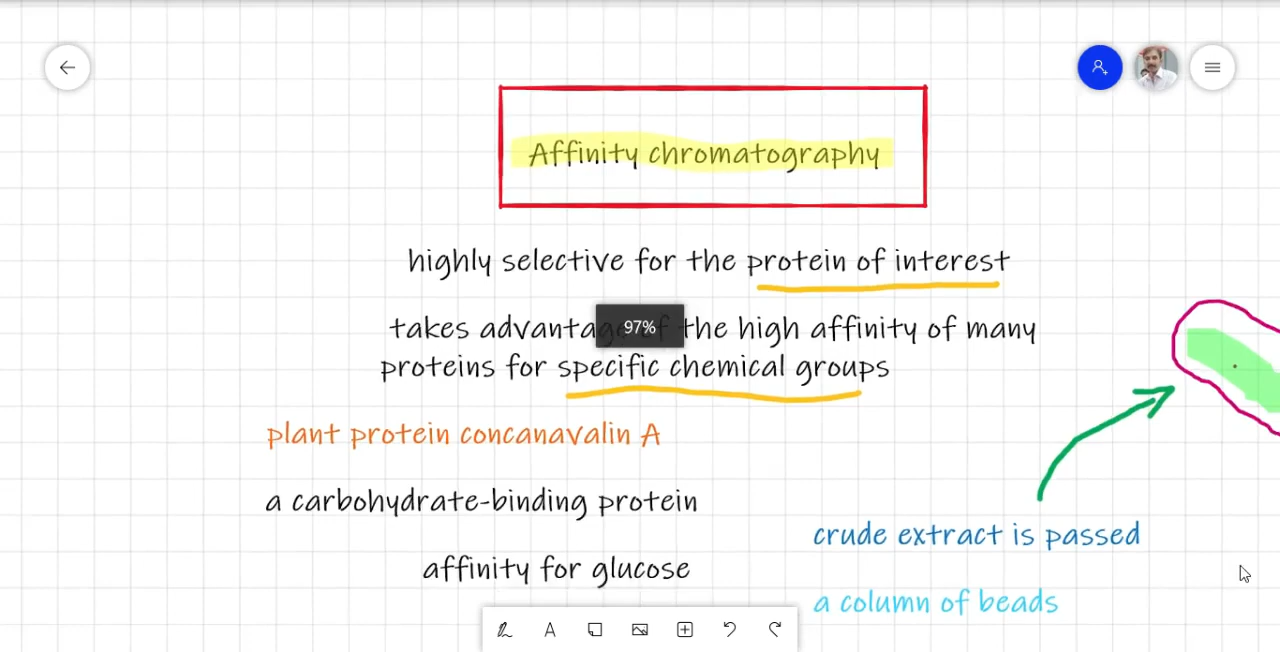 Affinity chromatography
highly selective for the protein of interest
takes advantage of the high affinity of many
97%
proteins for specific chemical groups
plant protein concanavalin A
a carbohydrate-binding protein
affinity for glucose
crude extract is passed
a column of beads
A